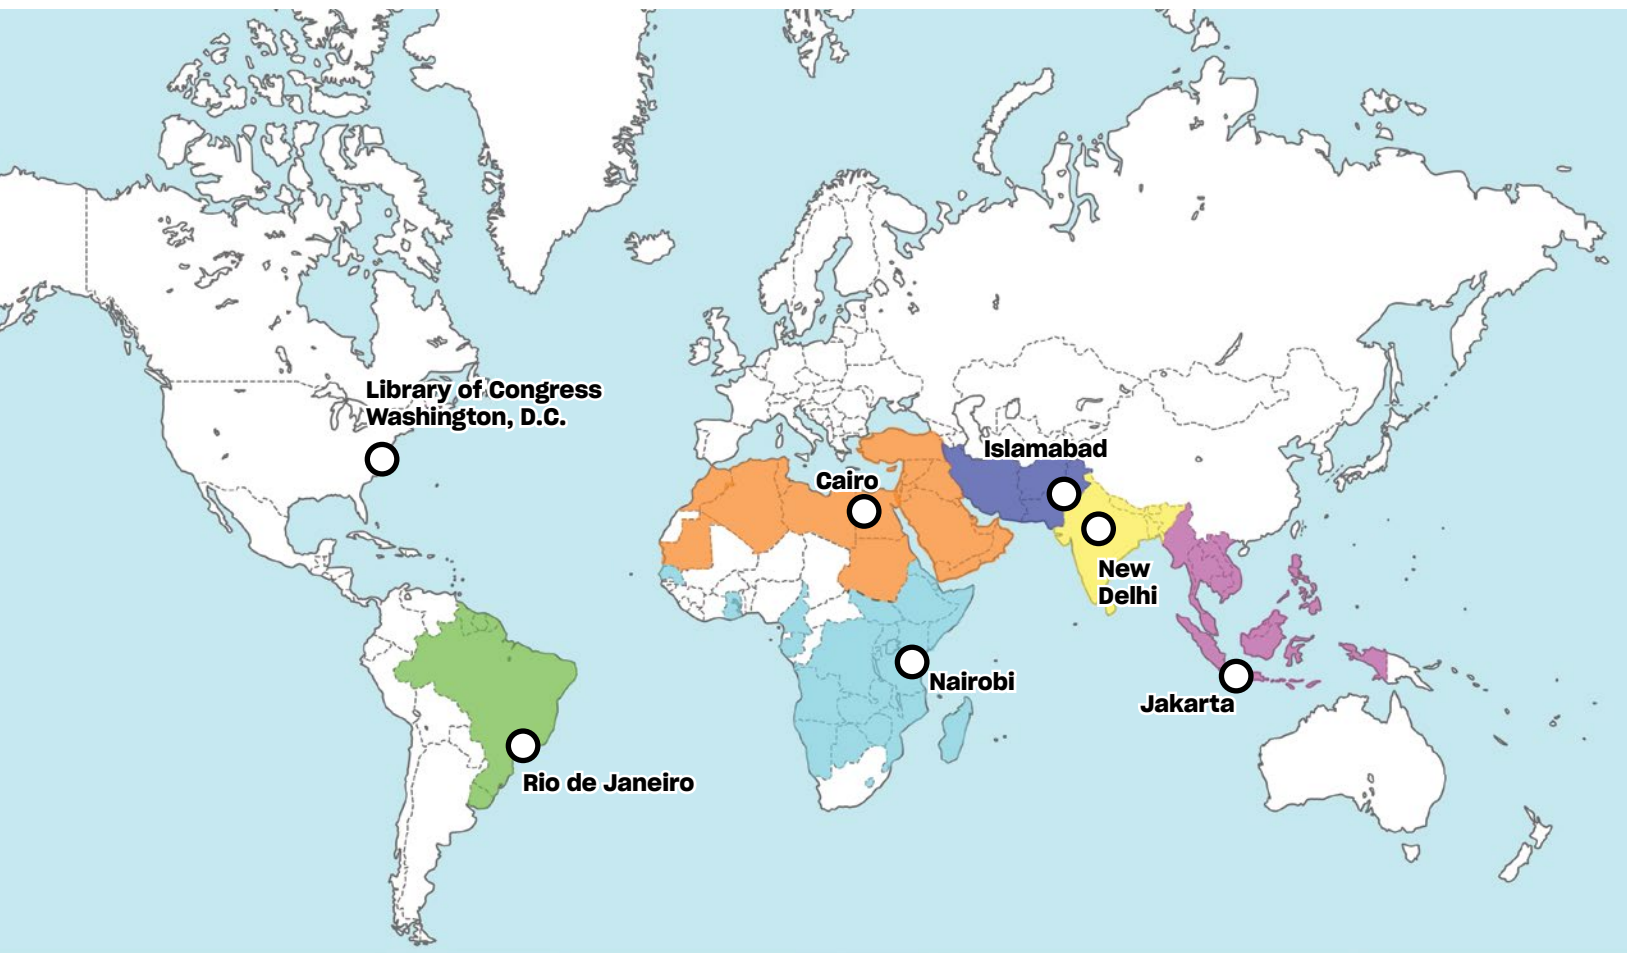 Library of Congress
Washington, D.C.
Islamabad
Cairo
New
Delhi
Nairobi
Jakarta
Rio de Janeiro